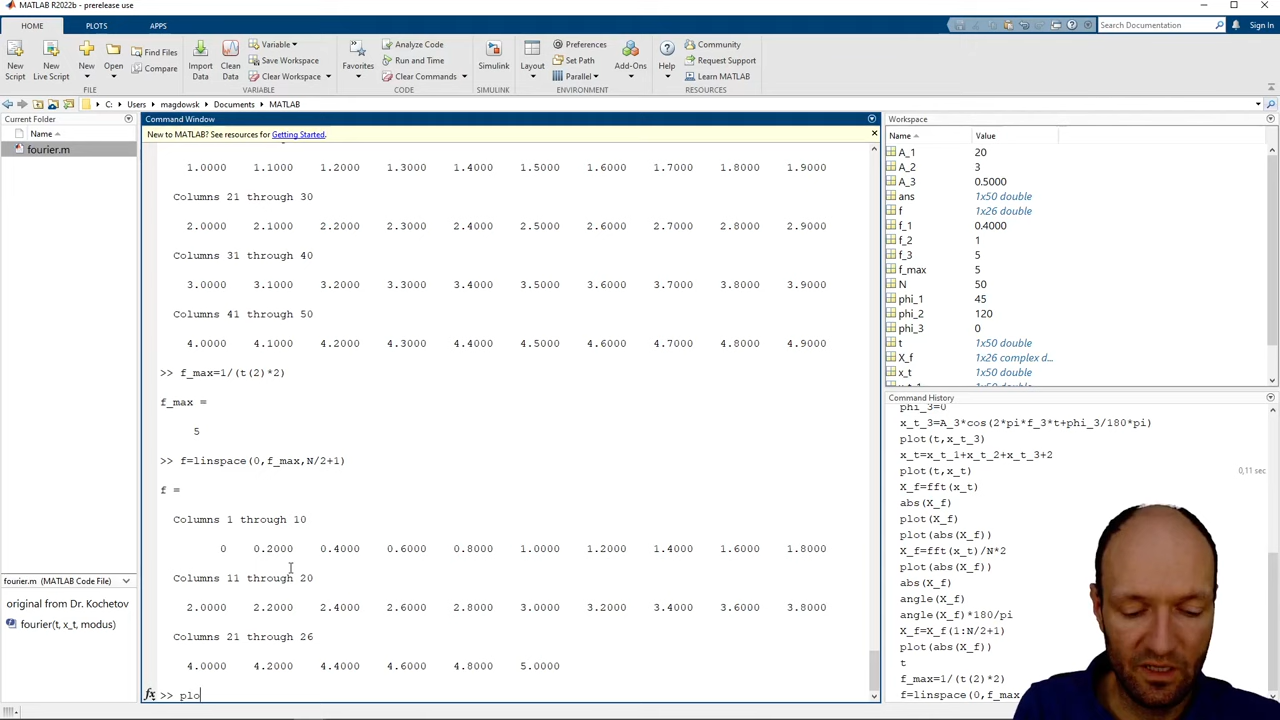 MATLAB R2022b - prerelease use
HOME PLOTS APPS
Search Documentation
Sign In
New Script
New Live Script
New
Open
Find Files
Compare
Import Data
Clean Data
Variable
Save Workspace
Clear Workspace
Favorites
Analyze Code
Run and Time
Clear Commands
Simulink
Layout
Preferences
Set Path
Parallel
Add-Ons
Help
Community
Request Support
Learn MATLAB
FILE VARIABLE CODE SIMULINK ENVIRONMENT RESOURCES
C: Users magdowsk Documents MATLAB
Current Folder
Name
fourier.m
fourier.m (MATLAB Code File)
original from Dr. Kochetov
fourier(t, x_t, modus)
Command Window
New to MATLAB? See resources for Getting Started.
1.0000 1.1000 1.2000 1.3000 1.4000 1.5000 1.6000 1.7000 1.8000 1.9000
Columns 21 through 30
2.0000 2.1000 2.2000 2.3000 2.4000 2.5000 2.6000 2.7000 2.8000 2.9000
Columns 31 through 40
3.0000 3.1000 3.2000 3.3000 3.4000 3.5000 3.6000 3.7000 3.8000 3.9000
Columns 41 through 50
4.0000 4.1000 4.2000 4.3000 4.4000 4.5000 4.6000 4.7000 4.8000 4.9000
>> f_max=1/(t(2)*2)
f_max =
5
>> f=linspace(0,f_max,N/2+1)
f =
Columns 1 through 10
0 0.2000 0.4000 0.6000 0.8000 1.0000 1.2000 1.4000 1.6000 1.8000
Columns 11 through 20
2.0000 2.2000 2.4000 2.6000 2.8000 3.0000 3.2000 3.4000 3.6000 3.8000
Columns 21 through 26
4.0000 4.2000 4.4000 4.6000 4.8000 5.0000
fx >> plo
Workspace
Name Value
A_1 20
A_2 3
A_3 0.5000
ans 1x50 double
f 1x26 double
f_1 0.4000
f_2 1
f_3 5
f_max 5
N 50
phi_1 45
phi_2 120
phi_3 0
t 1x50 double
X_f 1x26 complex d...
x_t 1x50 double
Command History
phi_3=0
x_t_3=A_3*cos(2*pi*f_3*t+phi_3/180*pi)
plot(t,x_t_3)
x_t=x_t_1+x_t_2+x_t_3+2
plot(t,x_t) 0,11 sec
X_f=fft(x_t)
abs(X_f)
plot(X_f)
plot(abs(X_f))
X_f=fft(x_t)/N*2
plot(abs(X_f))
abs(X_f)
angle(X_f)
angle(X_f)*180/pi
X_f=X_f(1:N/2+1)
plot(abs(X_f))
t
f_max=1/(t(2)*2)
f=linspace(0,f_max